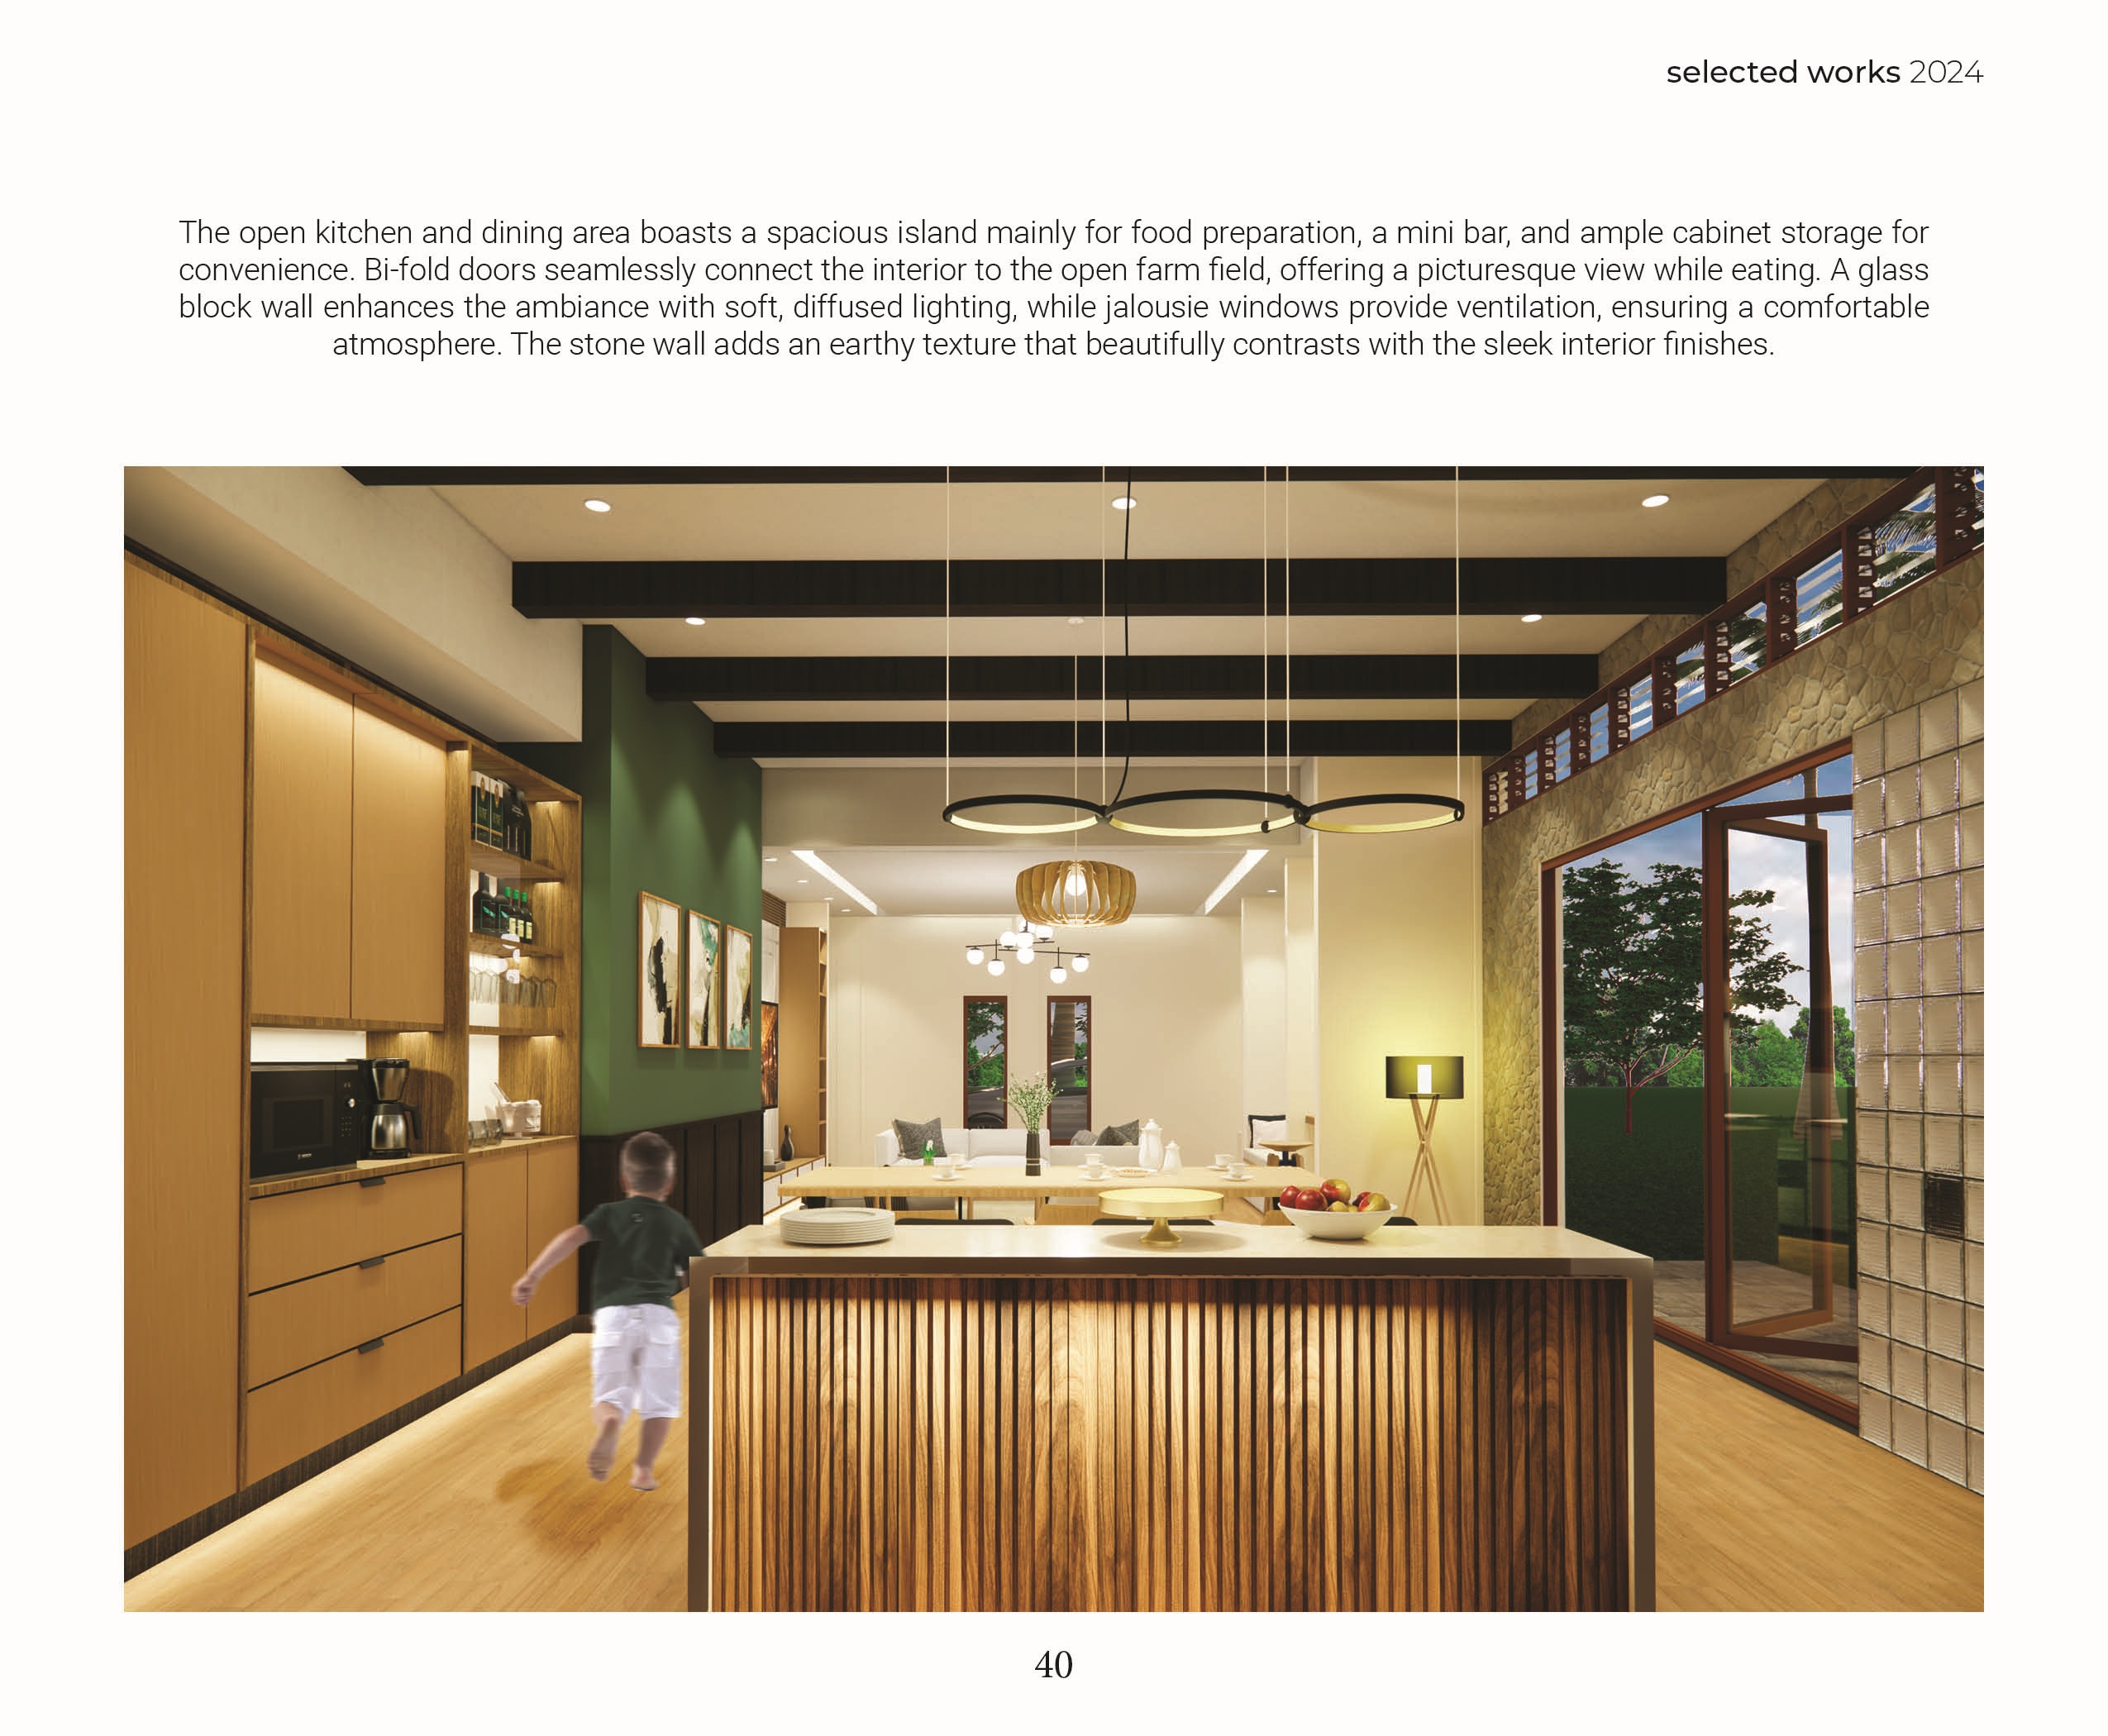 selected works 2024
The open kitchen and dining area boasts a spacious island mainly for food preparation, a mini bar, and ample cabinet storage for
convenience. Bi-fold doors seamlessly connect the interior to the open farm field, offering a picturesque view while eating. A glass
block wall enhances the ambiance with soft, diffused lighting, while jalousie windows provide ventilation, ensuring a comfortable
atmosphere. The stone wall adds an earthy texture that beautifully contrasts with the sleek interior finishes.
40